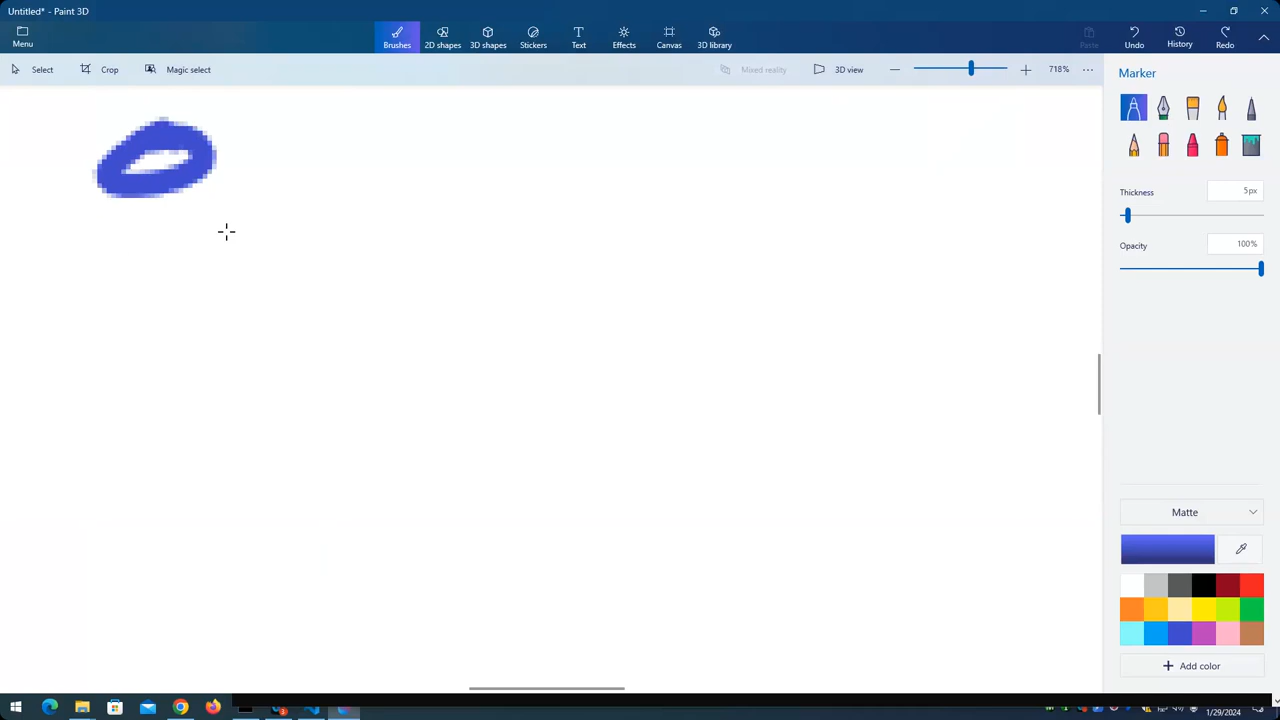 Untitled* - Paint 3D
Menu
Brushes
2D shapes
3D shapes
Stickers
Text
Effects
Canvas
3D library
Paste
Undo
History
Redo
Select
Crop
Magic select
Mixed reality
3D view
718%
Marker
Thickness
5px
Opacity
100%
Matte
Add color
3
1/29/2024